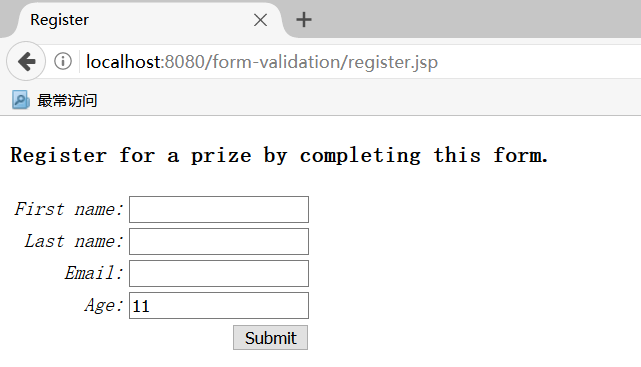 Register
localhost:8080/form-validation/register.jsp
最常访问
Register for a prize by completing this form.
First name:
Last name:
Email:
Age: 11
Submit